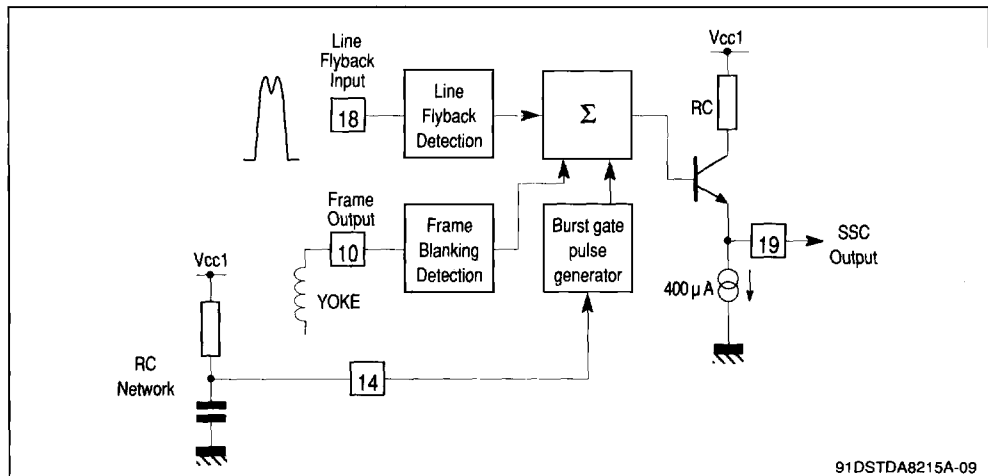 Line
Flyback
Input
18
Line
Flyback
Detection
Σ
Vcc1
RC
Frame Output
10
Frame
Blanking
Detection
Burst gate
pulse
generator
19
SSC
Output
400 µA
Vcc1
YOKE
RC
Network
14
91DSTDA8215A-09